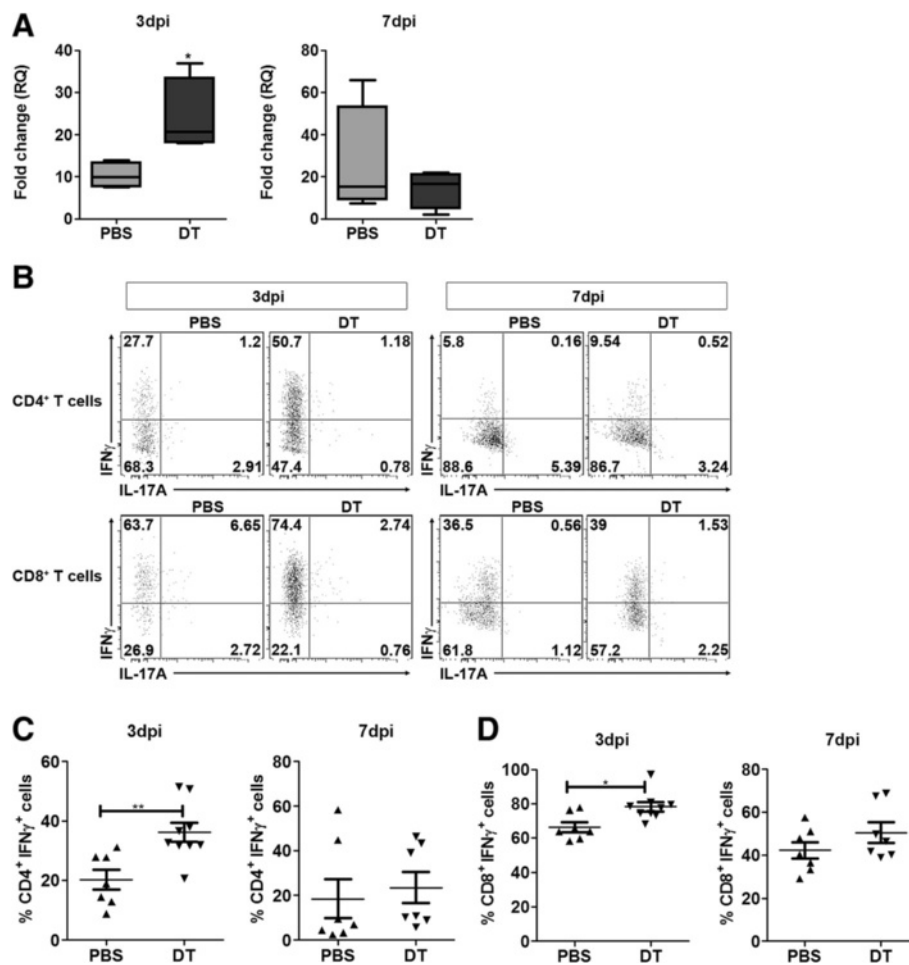 A
3dpi
7dpi
Fold change (RQ)
40
30
20
10
0
*
PBS
DT
Fold change (RQ)
80
60
40
20
0
PBS
DT
B
3dpi
7dpi
PBS
DT
PBS
DT
CD4+ T cells
IFNγ
27.7
1.2
68.3
2.91
50.7
1.18
47.4
0.78
IL-17A
IFNγ
5.8
0.16
88.6
5.39
9.54
0.52
86.7
3.24
IL-17A
PBS
DT
PBS
DT
CD8+ T cells
IFNγ
63.7
6.65
26.9
2.72
74.4
2.74
22.1
0.76
IL-17A
IFNγ
36.5
0.56
61.8
1.12
39
1.53
57.2
2.25
IL-17A
C
3dpi
% CD4+ IFNγ+ cells
60
40
20
0
**
PBS
DT
7dpi
% CD4+ IFNγ+ cells
80
60
40
20
0
PBS
DT
D
3dpi
% CD8+ IFNγ+ cells
100
80
60
40
20
0
*
PBS
DT
7dpi
% CD8+ IFNγ+ cells
80
60
40
20
0
PBS
DT